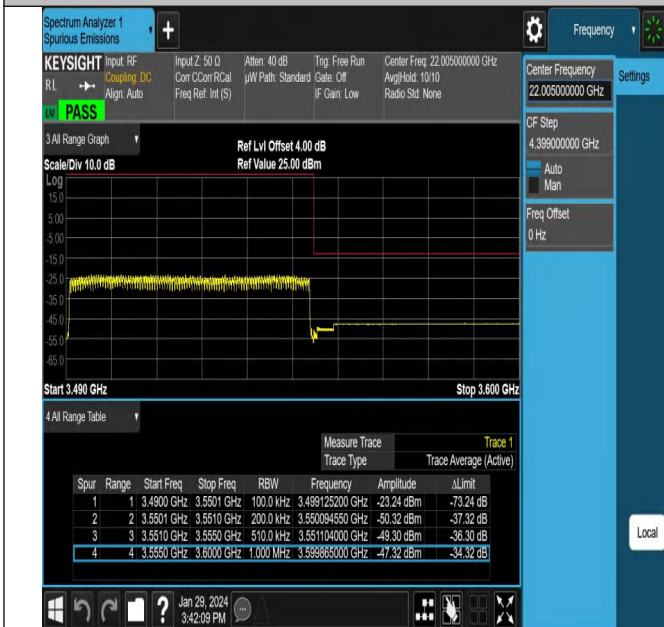 Spectrum Analyzer 1
Spurious Emissions
+
Frequency
KEYSIGHT Input: RF Input Z: 50 Ω Atten: 40 dB Trig: Free Run Center Freq: 22.005000000 GHz
RL Coupling: DC Corr CCorr RCal µW Path: Standard Gate: Off Avg|Hold: 10/10
Align: Auto Freq Ref: Int (S) IF Gain: Low Radio Std: None
PASS
Center Frequency
22.005000000 GHz
Settings
CF Step
4.399000000 GHz
Auto
Man
Freq Offset
0 Hz
3 All Range Graph
Ref Lvl Offset 4.00 dB
Scale/Div 10.0 dB Ref Value 25.00 dBm
Log
15.0
5.00
-5.00
-15.0
-25.0
-35.0
-45.0
-55.0
-65.0
Start 3.490 GHz Stop 3.600 GHz
4 All Range Table
Measure Trace Trace 1
Trace Type Trace Average (Active)
Spur Range Start Freq Stop Freq RBW Frequency Amplitude ΔLimit
1 1 3.4900 GHz 3.5501 GHz 100.0 kHz 3.499125200 GHz -23.24 dBm -73.24 dB
2 2 3.5501 GHz 3.5510 GHz 200.0 kHz 3.550094550 GHz -50.32 dBm -37.32 dB
3 3 3.5510 GHz 3.5550 GHz 510.0 kHz 3.551104000 GHz -49.30 dBm -36.30 dB
4 4 3.5550 GHz 3.6000 GHz 1.000 MHz 3.599865000 GHz -47.32 dBm -34.32 dB
Local
?
Jan 29, 2024
3:42:09 PM